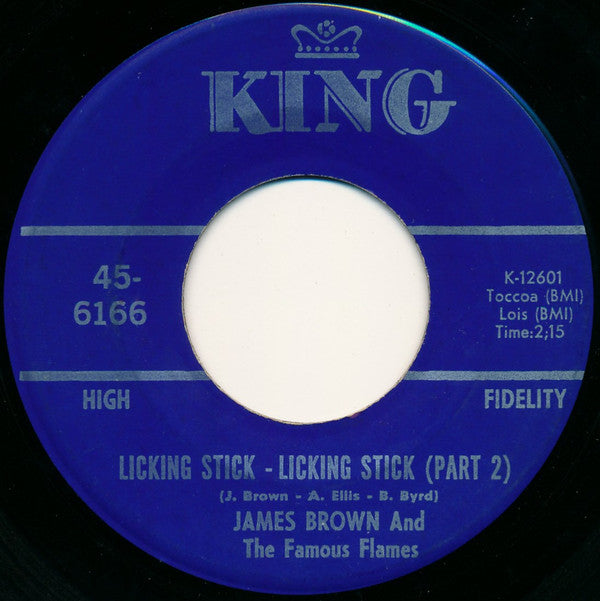 KING
45-
6166
K-12601
Toccoa (BMI)
Lois (BMI)
Time:2;15
HIGH
FIDELITY
LICKING STICK - LICKING STICK (PART 2)
(J. Brown - A. Ellis - B. Byrd)
JAMES BROWN And
The Famous Flames